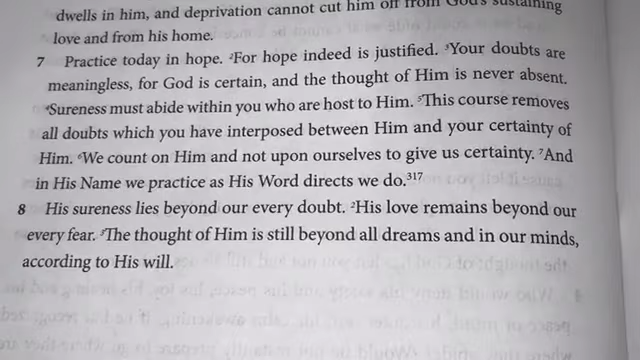 dwells in him, and deprivation cannot cut him off from God's sustaining
love and from his home.
7 Practice today in hope. ²For hope indeed is justified. ³Your doubts are
meaningless, for God is certain, and the thought of Him is never absent.
⁴Sureness must abide within you who are host to Him. ⁵This course removes
all doubts which you have interposed between Him and your certainty of
Him. ⁶We count on Him and not upon ourselves to give us certainty. ⁷And
in His Name we practice as His Word directs we do.³¹⁷
8 His sureness lies beyond our every doubt. ²His love remains beyond our
every fear. ³The thought of Him is still beyond all dreams and in our minds,
according to His will.